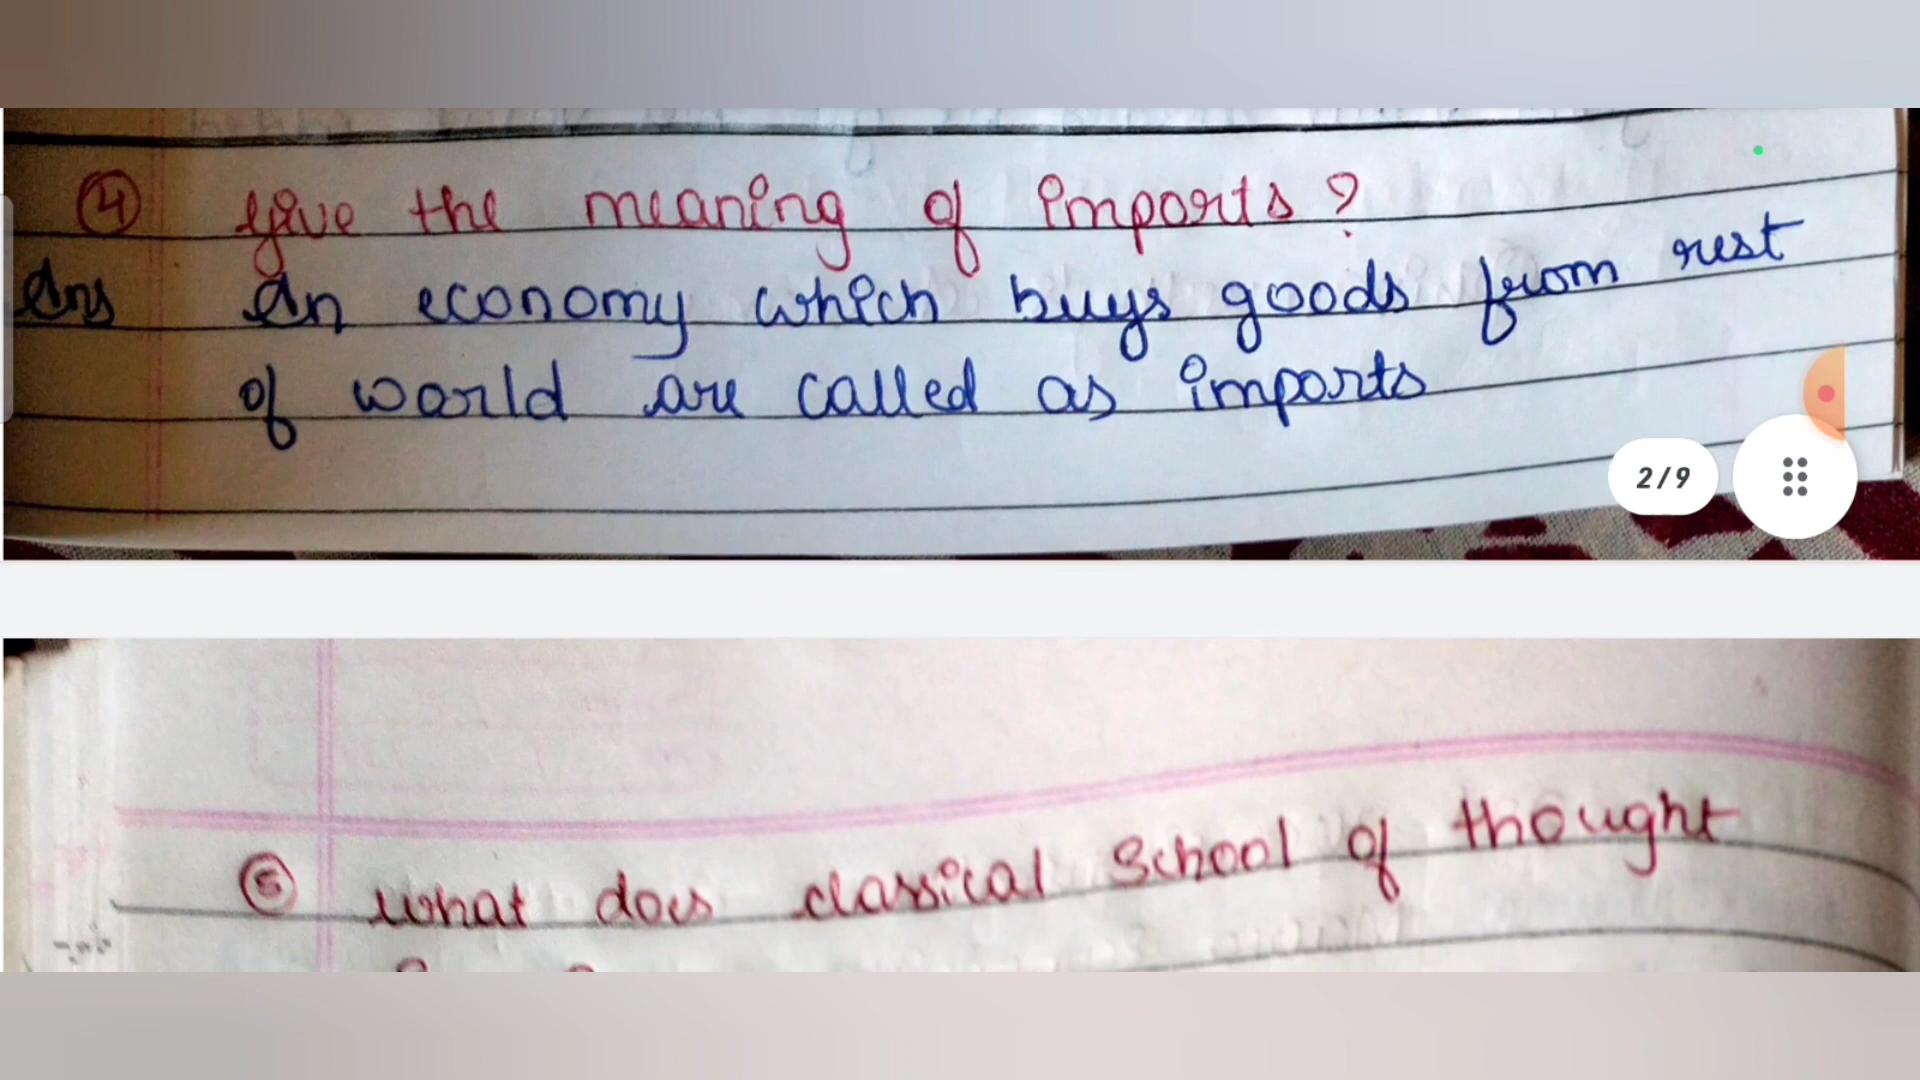 4 Give the meaning of imports?
Ans An economy which buys goods from rest
of world are called as imports
2/9
5 what does classical School of thought